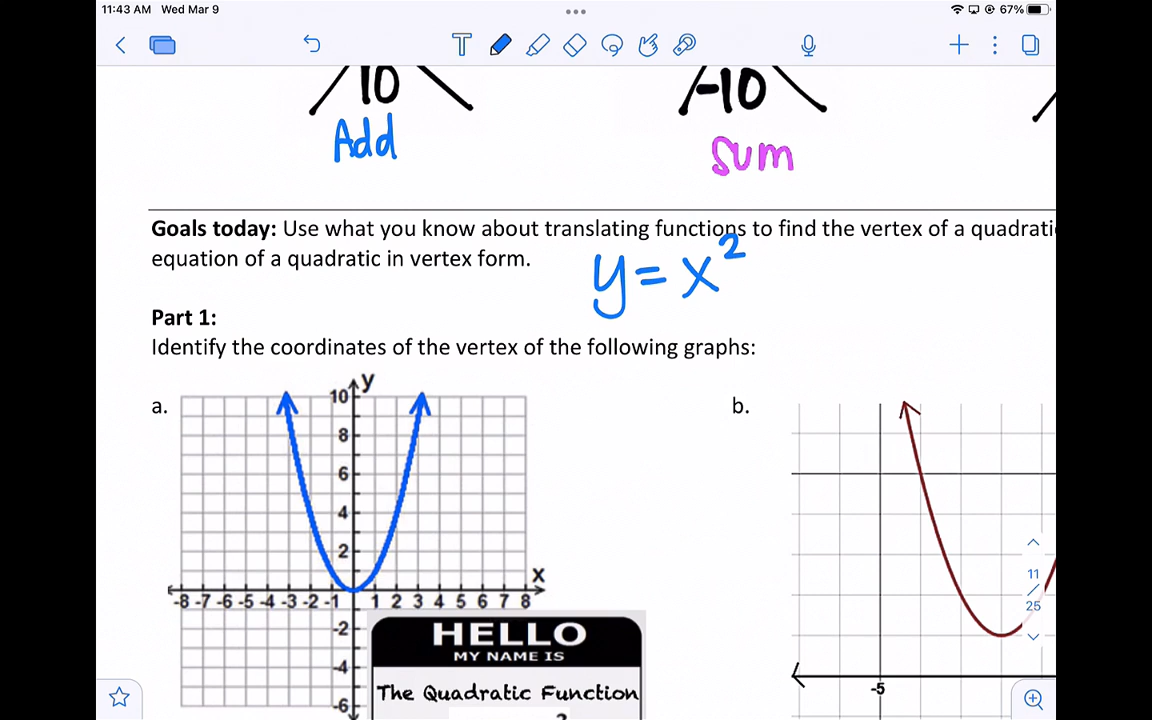 11:43 AM Wed Mar 9
67%
T
10
-10
Add
Sum
Goals today: Use what you know about translating functions to find the vertex of a quadrati
equation of a quadratic in vertex form.
y = x²
Part 1:
Identify the coordinates of the vertex of the following graphs:
a.
y
10
8
6
4
2
x
-8 -7 -6 -5 -4 -3 -2 -1 1 2 3 4 5 6 7 8
-2
-4
-6
HELLO
MY NAME IS
The Quadratic Function
2
b.
-5
11
25